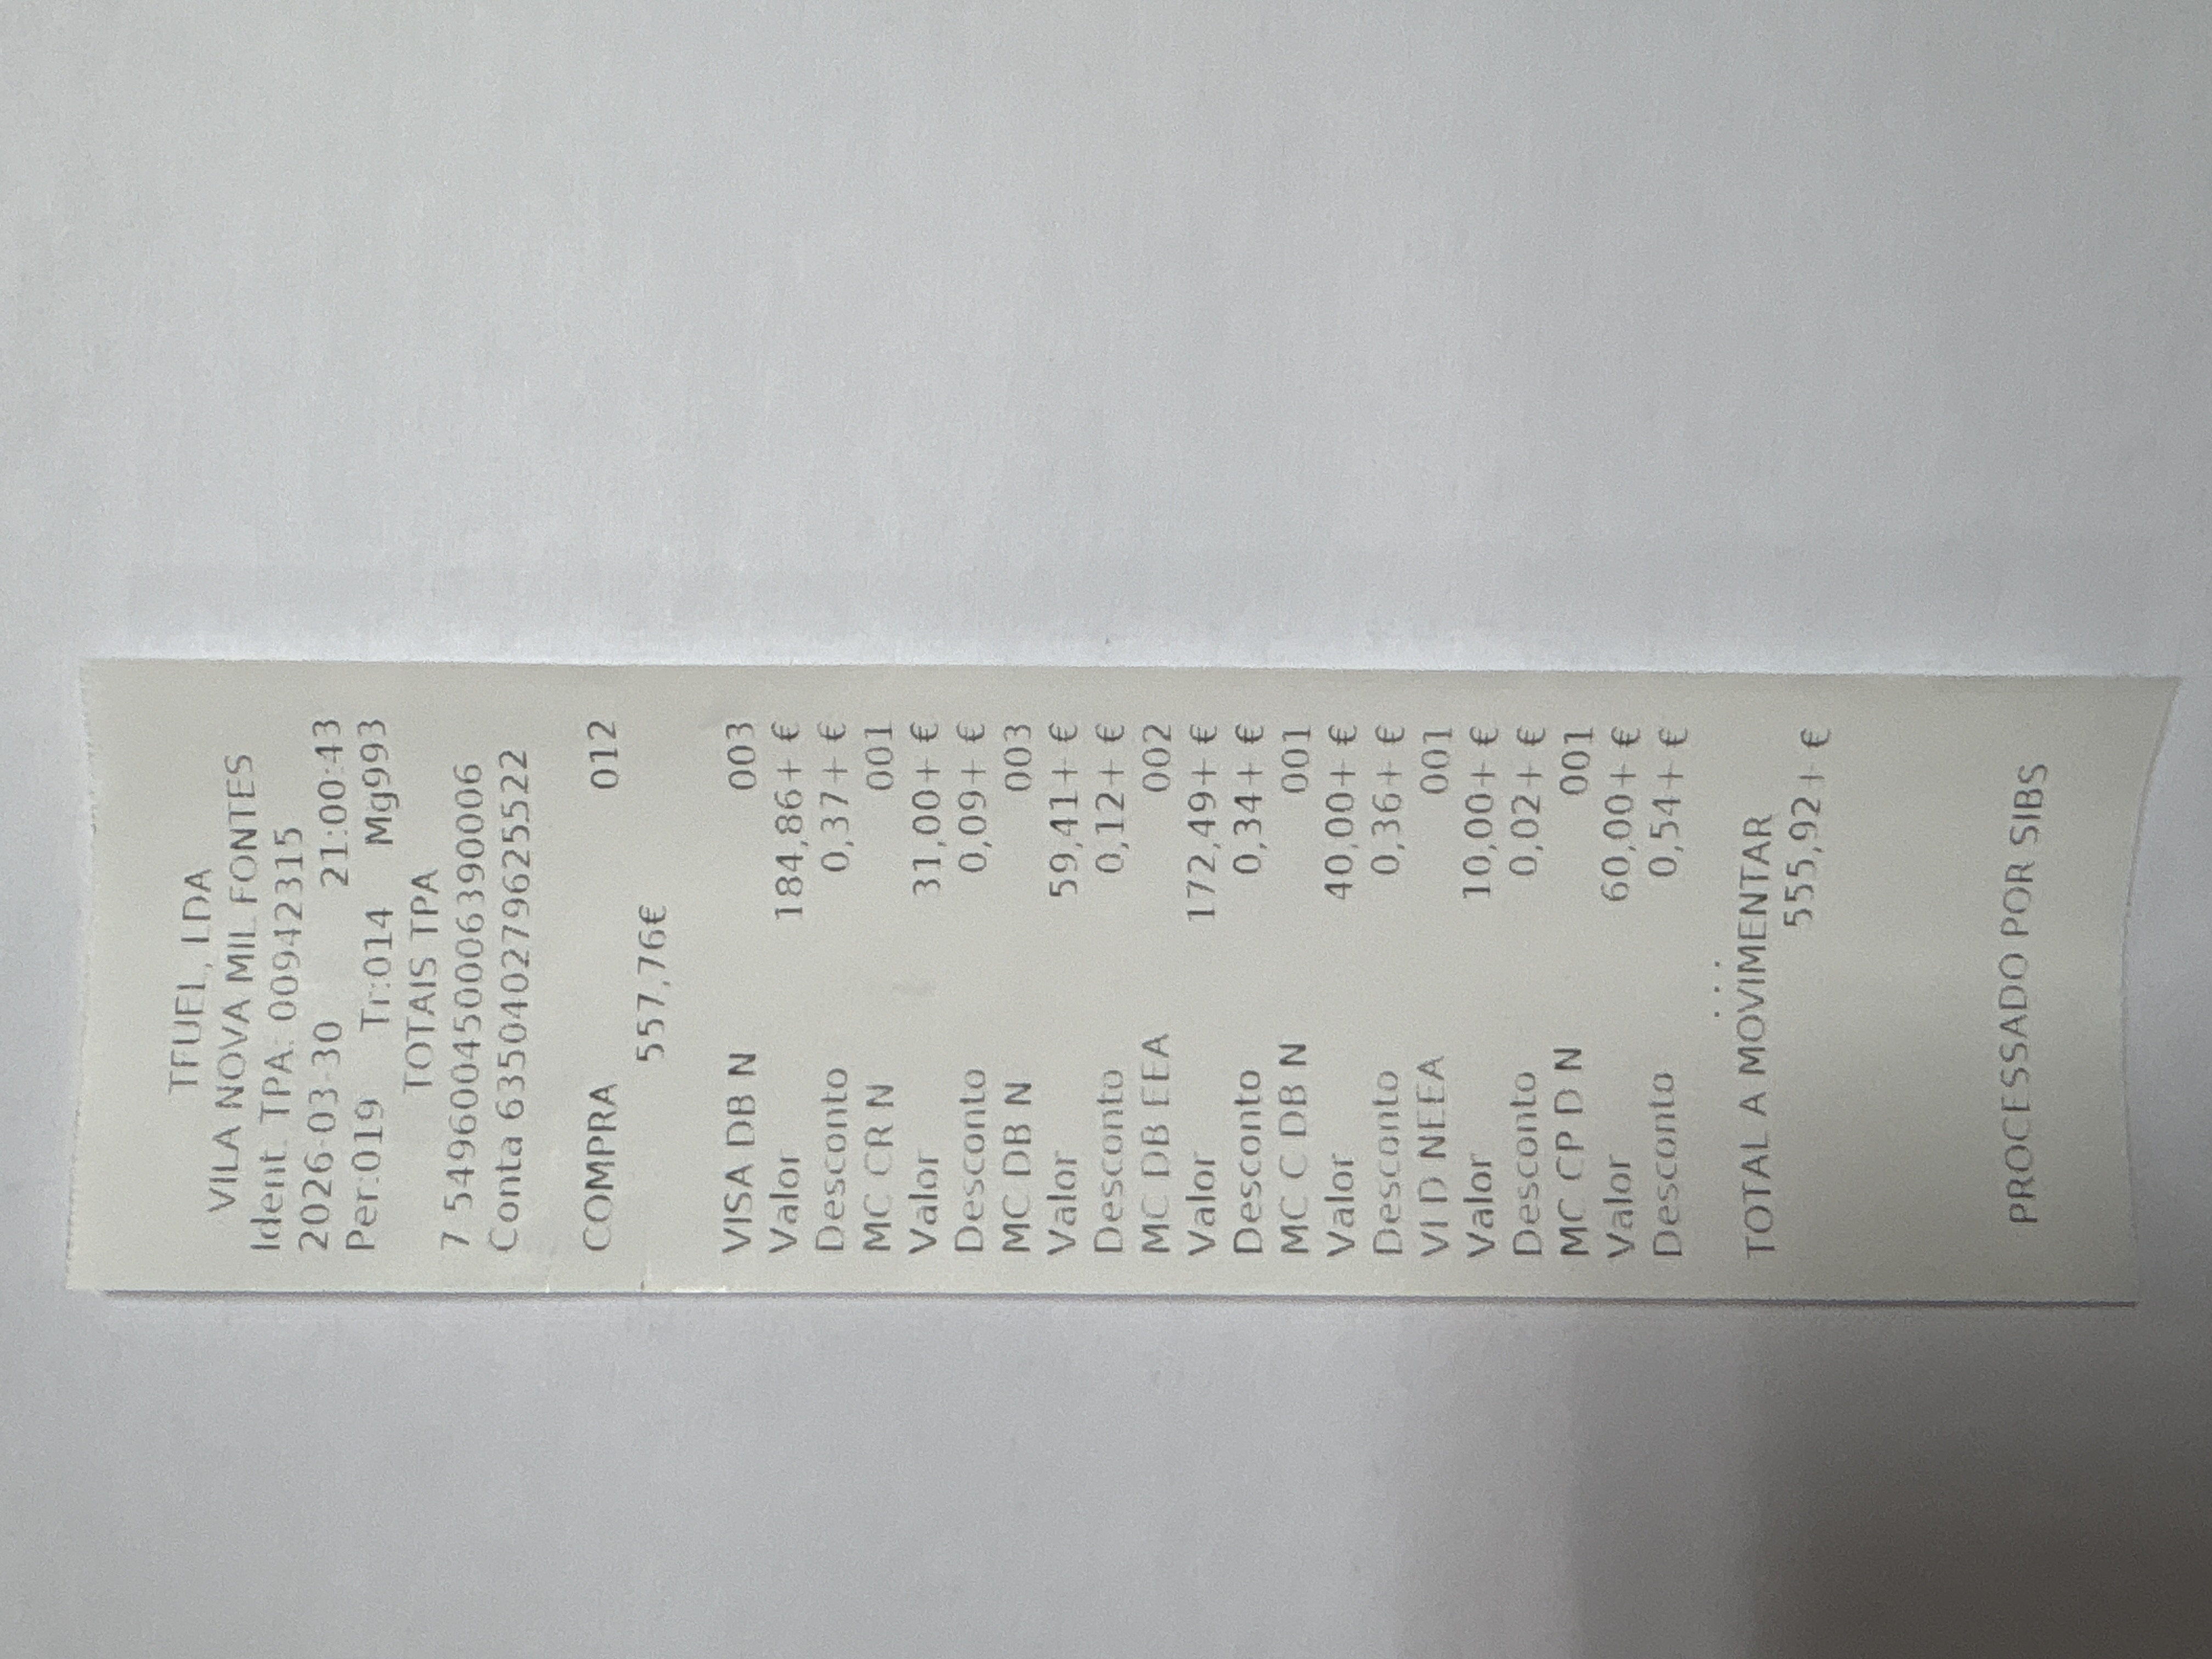 TFUEL, LDA
VILA NOVA MIL FONTES
Ident. TPA: 00942315
2026-03-30 21:00:43
Per:019 Tr:014 Mg993
TOTAIS TPA
7 5496004500063900​06
Conta 635040279625522
COMPRA 012
557,76€
VISA DB N 003
Valor 184,86+ €
Desconto 0,37+ €
MC CR N 001
Valor 31,00+ €
Desconto 0,09+ €
MC DB N 003
Valor 59,41+ €
Desconto 0,12+ €
MC DB EEA 002
Valor 172,49+ €
Desconto 0,34+ €
MC C DB N 001
Valor 40,00+ €
Desconto 0,36+ €
VI D NEEA 001
Valor 10,00+ €
Desconto 0,02+ €
MC CP D N 001
Valor 60,00+ €
Desconto 0,54+ €
...
TOTAL A MOVIMENTAR
555,92+ €
PROCESSADO POR SIBS